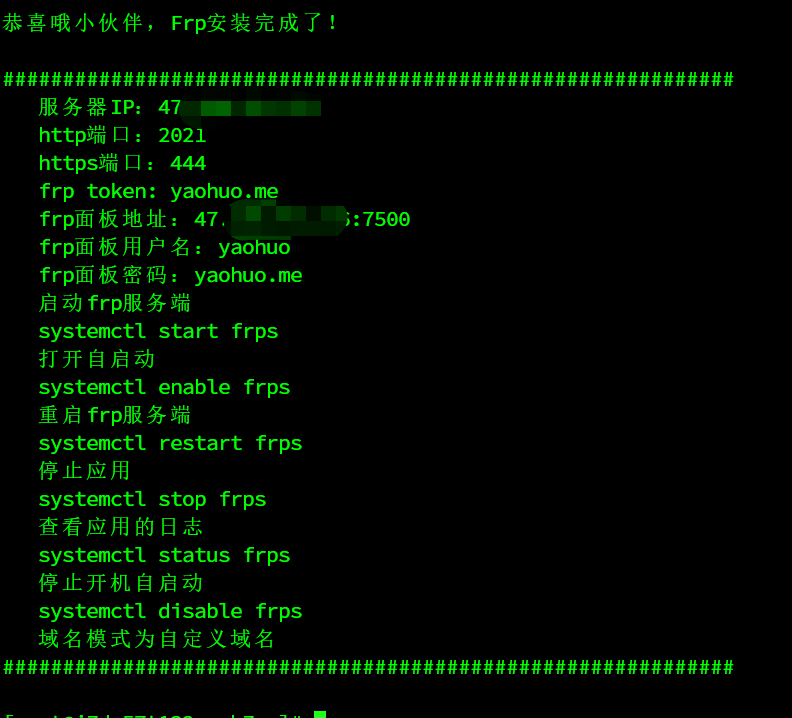 恭喜哦小伙伴，Frp安装完成了!
##############################################################
服务器IP：47
http端口：2021
https端口：444
frp token: yaohuo.me
frp面板地址：47. :7500
frp面板用户名：yaohuo
frp面板密码：yaohuo.me
启动frp服务端
systemctl start frps
打开自启动
systemctl enable frps
重启frp服务端
systemctl restart frps
停止应用
systemctl stop frps
查看应用的日志
systemctl status frps
停止开机自启动
systemctl disable frps
域名模式为自定义域名
##############################################################